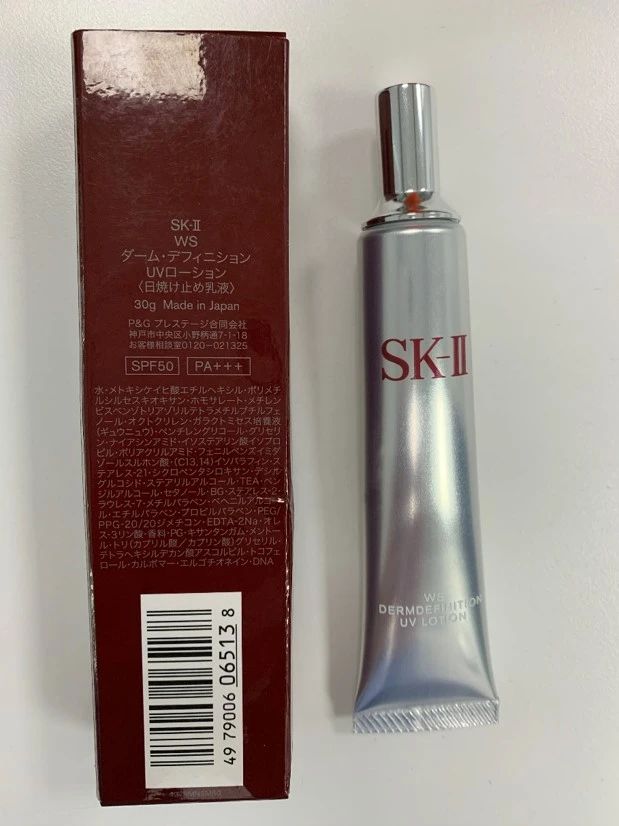 SK-II
WS
ダーム・デフィニション
UVローション
〈日焼け止め乳液〉
30g Made in Japan
P&G プレステージ合同会社
神戸市中央区小野柄通7-1-18
お客様相談室0120-021325
SPF50 PA+++
水・メトキシケイヒ酸エチルヘキシル・ポリメチ
ルシルセスキオキサン・ホモサレート・メチレン
ビスベンゾトリアゾリルテトラメチルブチルフェ
ノール・オクトクリレン・ガラクトミセス培養液
(ギュウニュウ)・ペンチレングリコール・グリセリ
ン・ナイアシンアミド・イソステアリン酸イソプロ
ピル・ポリアクリルアミド・フェニルベンズイミダ
ゾールスルホン酸・(C13,14)イソパラフィン・ス
テアレス-21・シクロペンタシロキサン・デシル
グルコシド・ステアリルアルコール・TEA・ベン
ジルアルコール・セタノール・BG・ステアレス-2・
ラウレス-7・メチルパラベン・ベヘニルアルコー
ル・エチルパラベン・プロピルパラベン・PEG/
PPG-20/20ジメチコン・EDTA-2Na・オレ
ス-3リン酸・香料・PG・キサンタンガム・メントー
ル・トリ(カプリル酸/カプリン酸)グリセリル・
テトラヘキシルデカン酸アスコルビル・トコフェ
ロール・カルボマー・エルゴチオネイン・DNA
49 79006 06513 8
SK-II
WS
DERMDEFINITION
UV LOTION